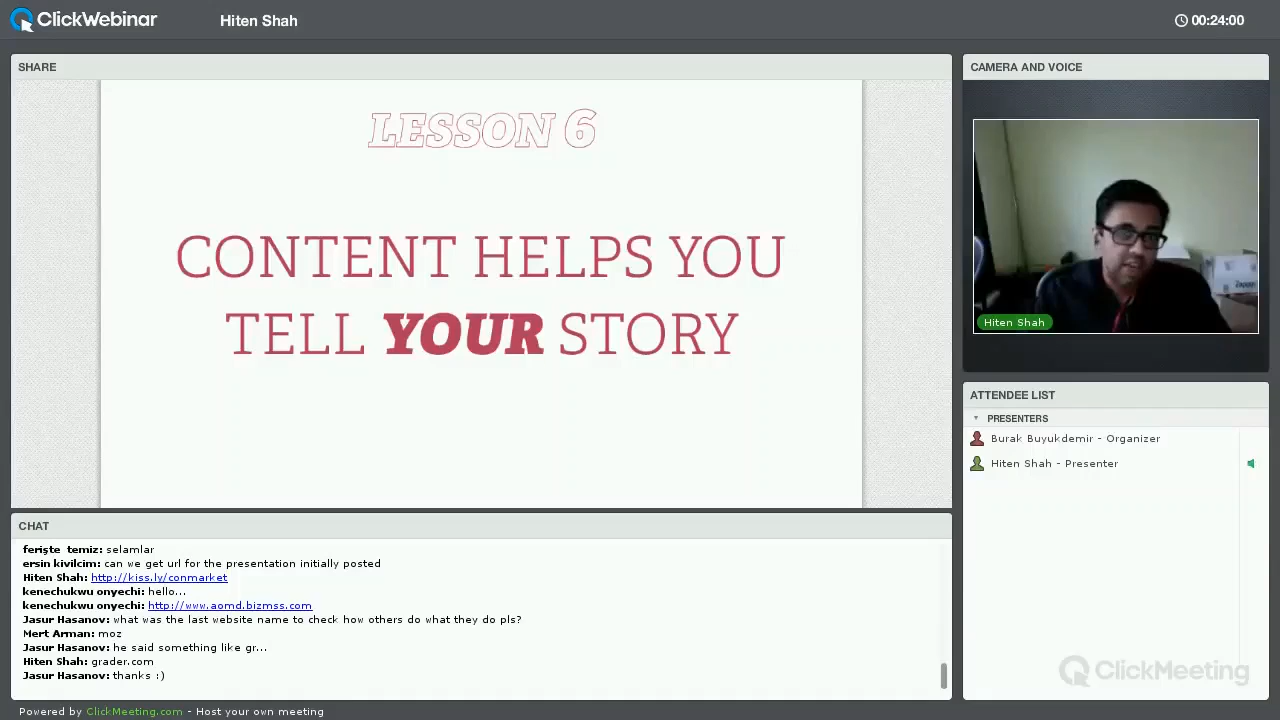 ClickWebinar
Hiten Shah
00:24:00
SHARE
LESSON 6
CONTENT HELPS YOU
TELL YOUR STORY
CAMERA AND VOICE
Zappos
Hiten Shah
ATTENDEE LIST
PRESENTERS
Burak Buyukdemir - Organizer
Hiten Shah - Presenter
CHAT
ferişte temiz: selamlar
ersin kivilcim: can we get url for the presentation initially posted
Hiten Shah: http://kiss.ly/conmarket
kenechukwu onyechi: hello...
kenechukwu onyechi: http://www.aomd.bizmss.com
Jasur Hasanov: what was the last website name to check how others do what they do pls?
Mert Arman: moz
Jasur Hasanov: he said something like gr...
Hiten Shah: grader.com
Jasur Hasanov: thanks :)
ClickMeeting
Powered by ClickMeeting.com - Host your own meeting